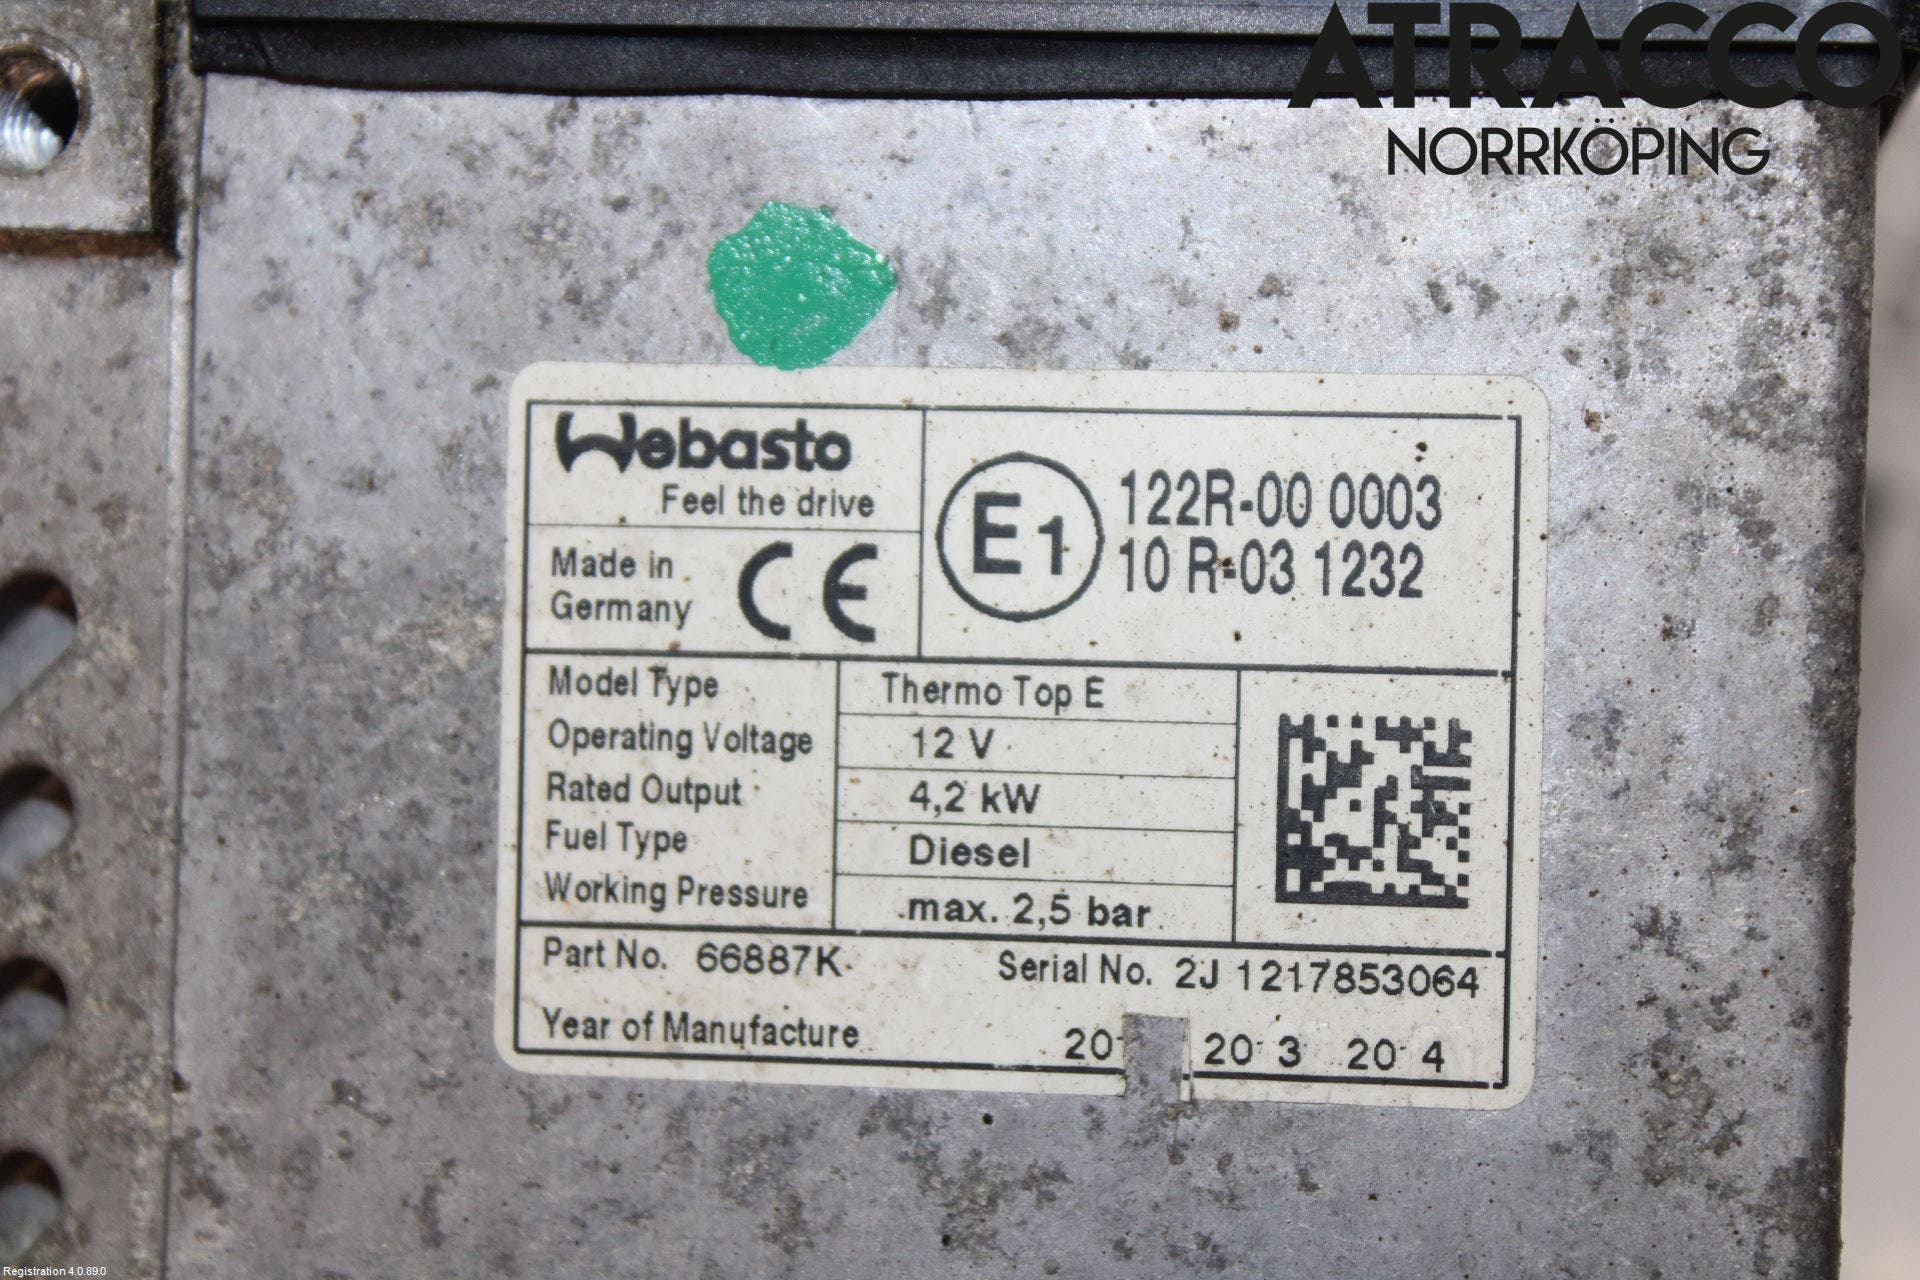 ATRACCO
NORRKÖPING
Webasto
Feel the drive
Made in
Germany
CE
E1
122R-00 0003
10 R-03 1232
Model Type Thermo Top E
Operating Voltage 12 V
Rated Output 4,2 kW
Fuel Type Diesel
Working Pressure max. 2,5 bar
Part No. 66887K Serial No. 2J 1217853064
Year of Manufacture 20 20 3 20 4
Registration 4.0.89.0